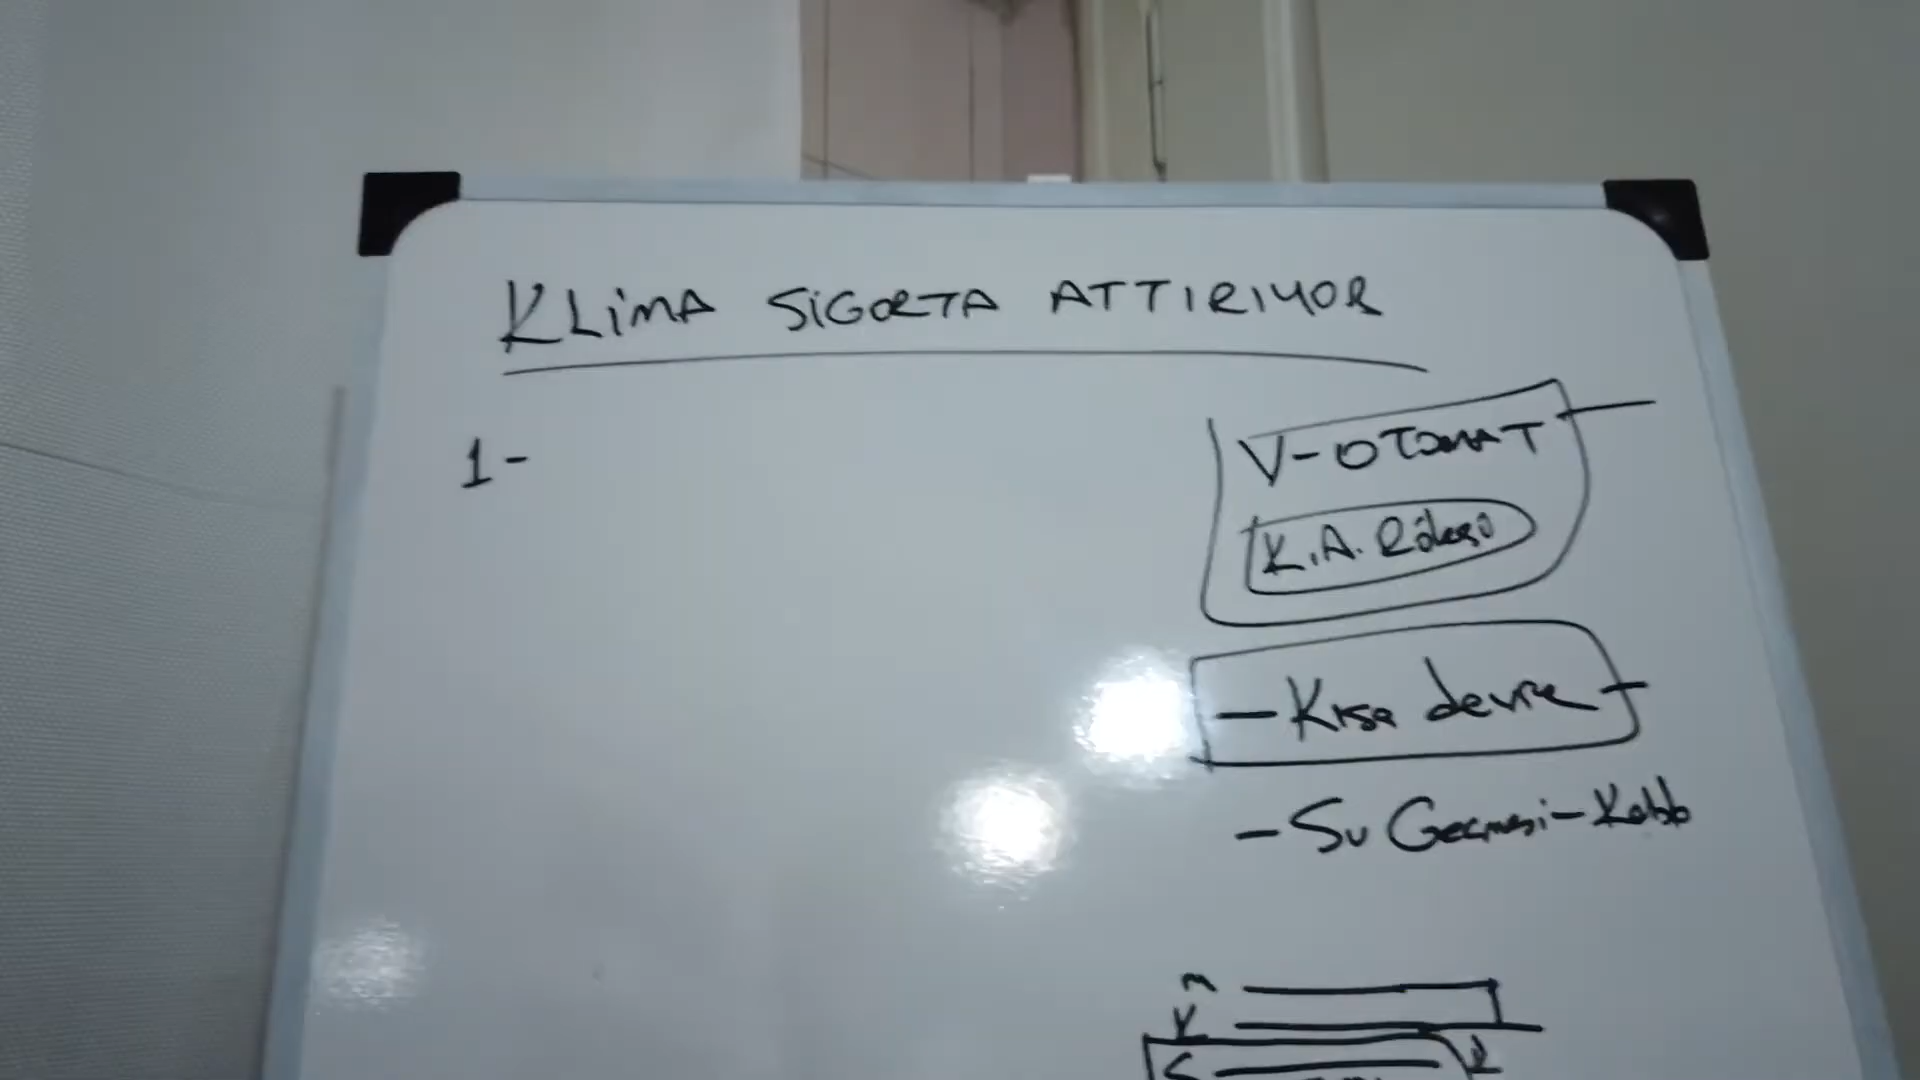 KLİMA SİGORTA ATTIRIYOR
1-
V-OTOMAT
K.A. Rölesi
- Kısa devre
- Su Geçmesi - Kablo
M
K
S